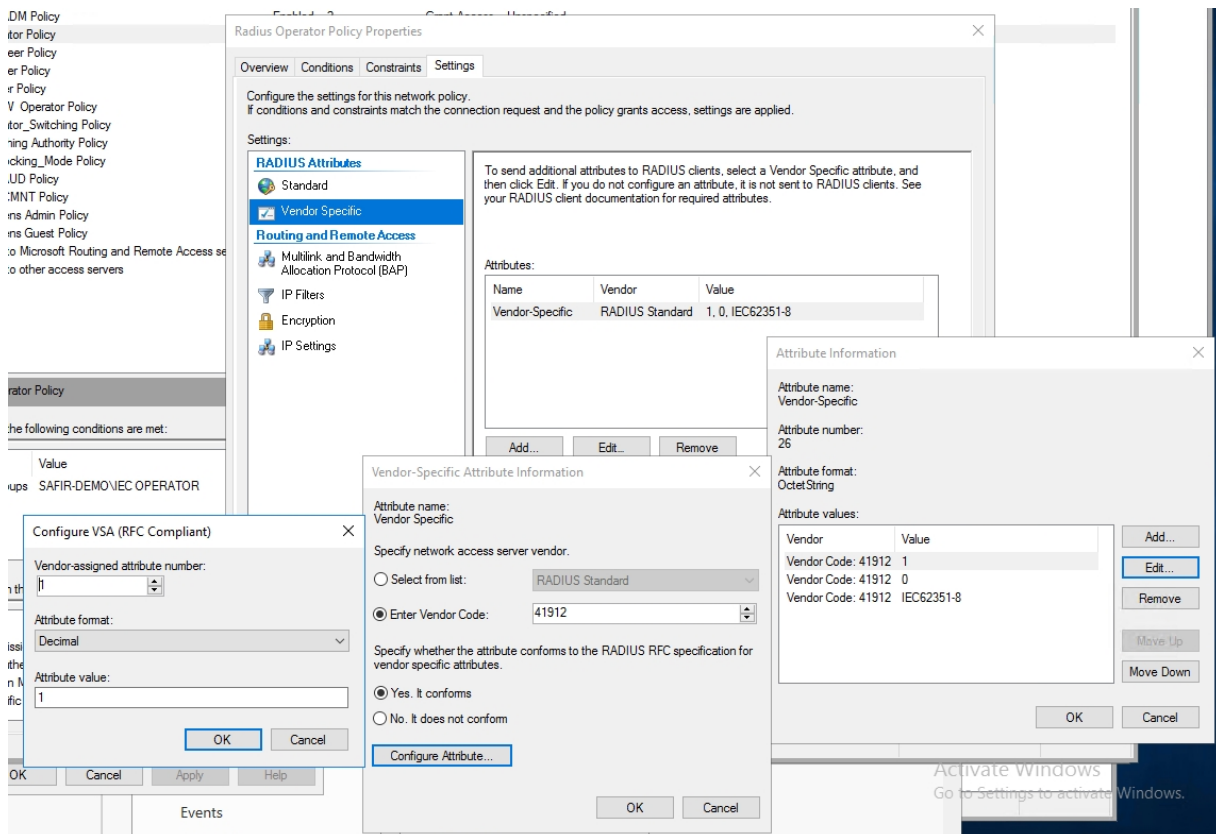 DM Policy
tor Policy
eer Policy
er Policy
r Policy
V Operator Policy
tor_Switching Policy
ning Authority Policy
ocking_Mode Policy
UD Policy
MNT Policy
ens Admin Policy
ens Guest Policy
to Microsoft Routing and Remote Access se
to other access servers
rator Policy
the following conditions are met:
Value
ups SAFIR-DEMO\IEC OPERATOR
Radius Operator Policy Properties
Overview Conditions Constraints Settings
Configure the settings for this network policy.
If conditions and constraints match the connection request and the policy grants access, settings are applied.
Settings:
RADIUS Attributes
Standard
Vendor Specific
Routing and Remote Access
Multilink and Bandwidth
Allocation Protocol (BAP)
IP Filters
Encryption
IP Settings
To send additional attributes to RADIUS clients, select a Vendor Specific attribute, and
then click Edit. If you do not configure an attribute, it is not sent to RADIUS clients. See
your RADIUS client documentation for required attributes.
Attributes:
Name Vendor Value
Vendor-Specific RADIUS Standard 1, 0, IEC62351-8
Add... Edit... Remove
Attribute Information
Attribute name:
Vendor-Specific
Attribute number:
26
Attribute format:
OctetString
Attribute values:
Vendor Value
Vendor Code: 41912 1
Vendor Code: 41912 0
Vendor Code: 41912 IEC62351-8
Add...
Edit...
Remove
Move Up
Move Down
OK Cancel
Vendor-Specific Attribute Information
Attribute name:
Vendor Specific
Specify network access server vendor.
Select from list: RADIUS Standard
Enter Vendor Code: 41912
Specify whether the attribute conforms to the RADIUS RFC specification for
vendor specific attributes.
Yes. It conforms
No. It does not conform
Configure Attribute...
OK Cancel
Configure VSA (RFC Compliant)
Vendor-assigned attribute number:
1
Attribute format:
Decimal
Attribute value:
1
OK Cancel
OK Cancel Apply Help
Events
Activate Windows
Go to Settings to activate Windows.